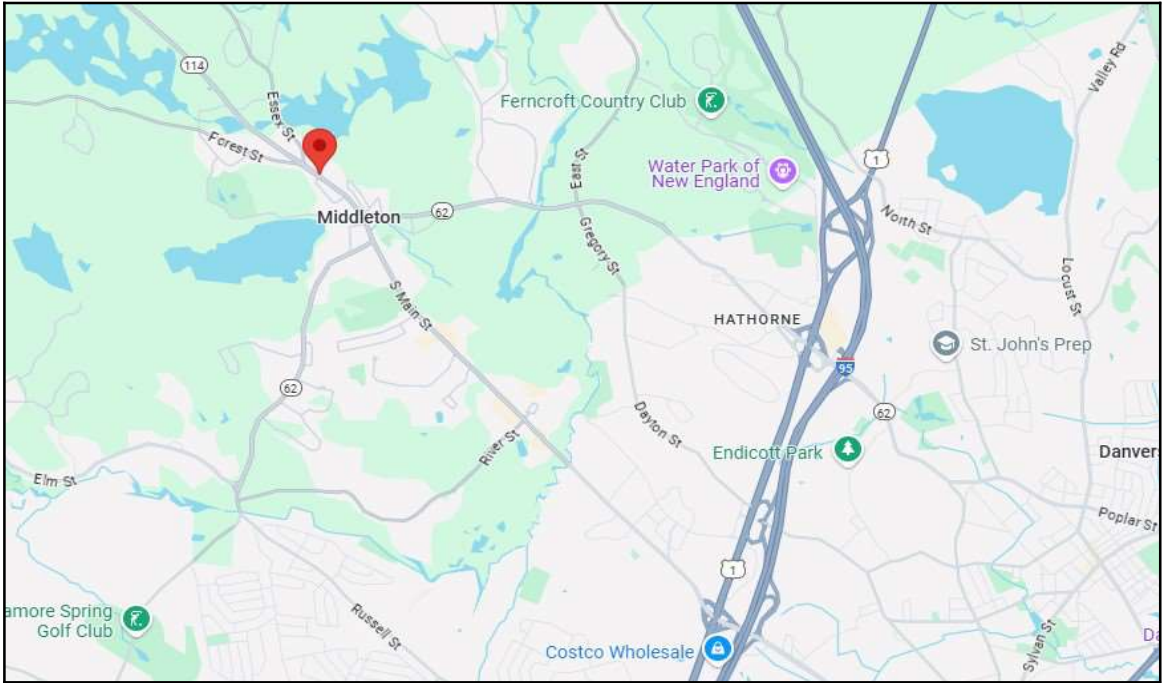 114
Essex St
Forest St
Ferncroft Country Club
Valley Rd
1
East St
Water Park of
New England
Middleton
62
North St
Gregory St
Locust St
S Main St
HATHORNE
St. John's Prep
95
62
62
Dayton St
Endicott Park
Danvers
River St
Elm St
Poplar St
1
amore Spring
Golf Club
Russell St
Costco Wholesale
Sylvan St
Da